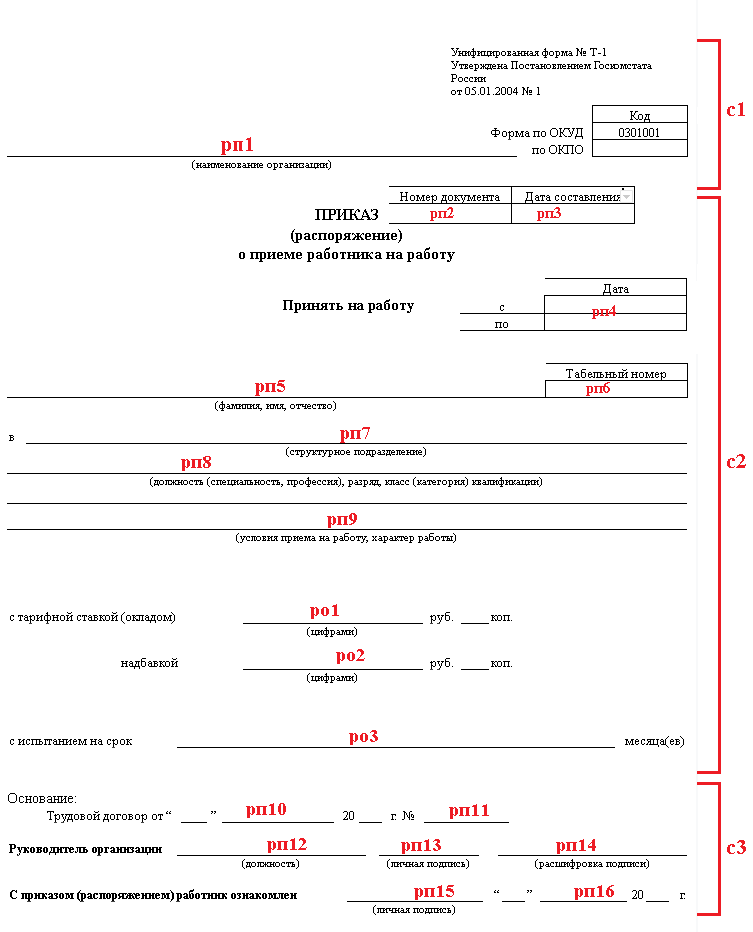 Унифицированная форма № Т-1
Утверждена Постановлением Госкомстата
России
от 05.01.2004 № 1
с1
Код
Форма по ОКУД 0301001
рп1
по ОКПО
(наименование организации)
Номер документа Дата составления
ПРИКАЗ рп2 рп3
(распоряжение)
о приеме работника на работу
Дата
Принять на работу с рп4
по
Табельный номер
рп5 рп6
(фамилия, имя, отчество)
в рп7
(структурное подразделение)
рп8 с2
(должность (специальность, профессия), разряд, класс (категория) квалификации)
рп9
(условия приема на работу, характер работы)
с тарифной ставкой (окладом) ро1 руб. коп.
(цифрами)
надбавкой ро2 руб. коп.
(цифрами)
с испытанием на срок ро3 месяца(ев)
Основание:
Трудовой договор от “ ” рп10 20 г. № рп11
Руководитель организации рп12 рп13 рп14 с3
(должность) (личная подпись) (расшифровка подписи)
С приказом (распоряжением) работник ознакомлен рп15 “ ” рп16 20 г.
(личная подпись)